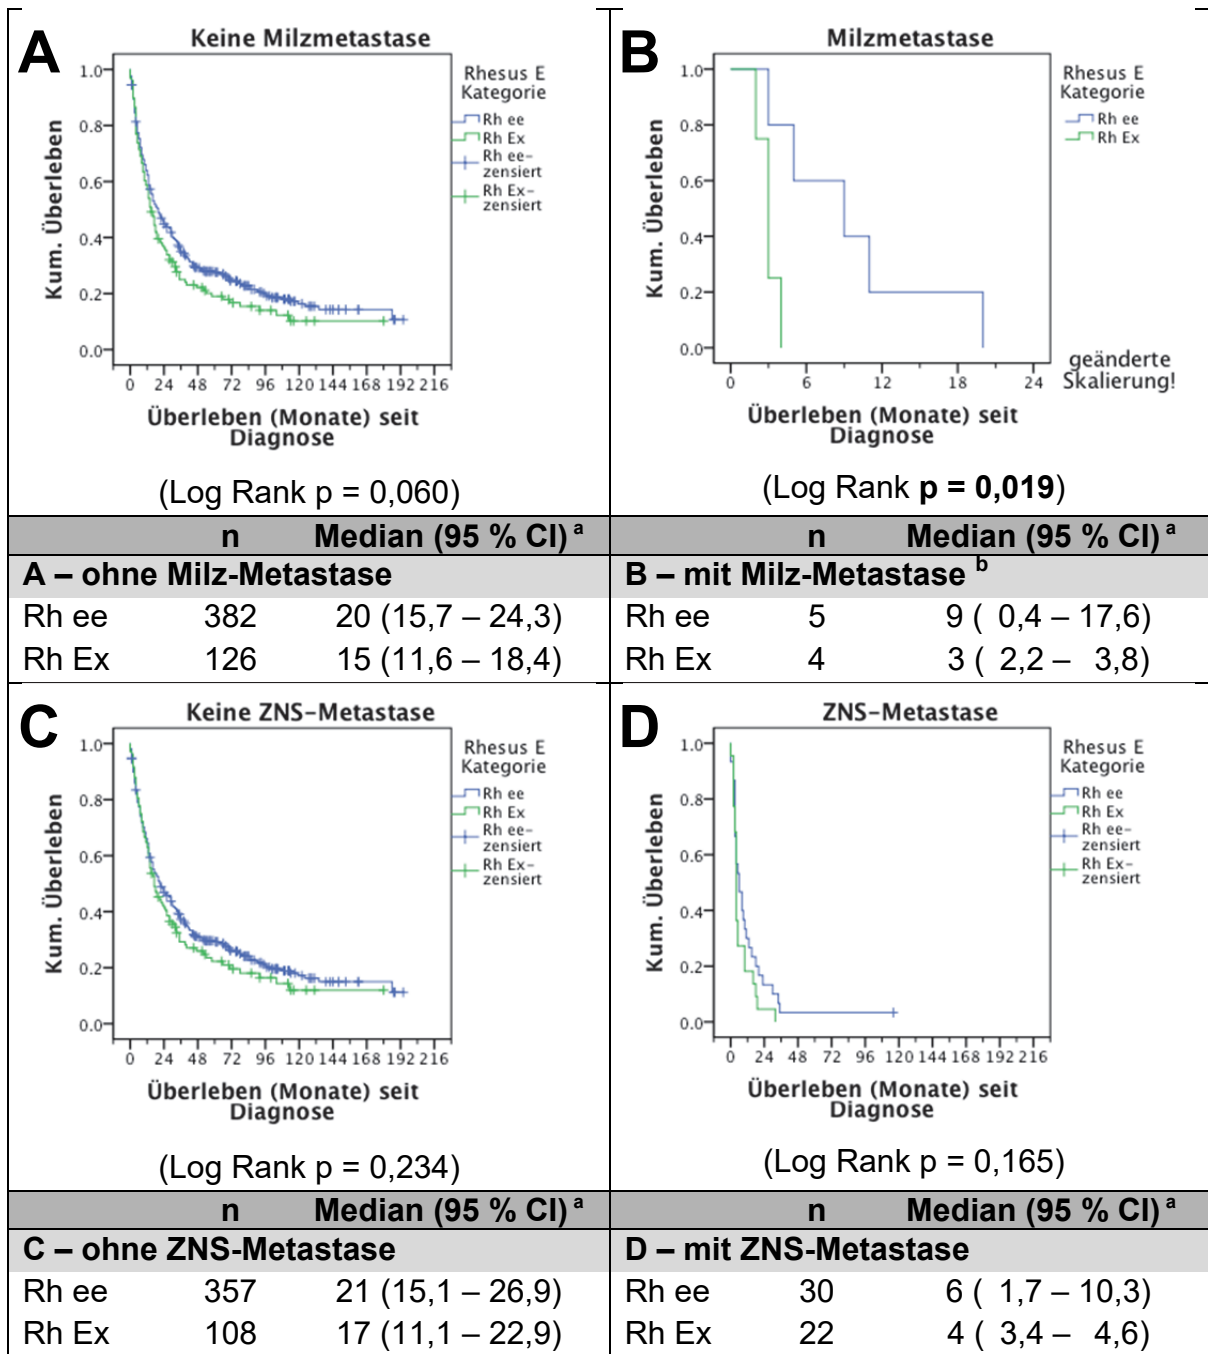 A
Keine Milzmetastase
Kum. Überleben
1.0
0.8
0.6
0.4
0.2
0.0
0 24 48 72 96 120 144 168 192 216
Überleben (Monate) seit
Diagnose
Rhesus E
Kategorie
Rh ee
Rh Ex
Rh ee-
zensiert
Rh Ex-
zensiert
(Log Rank p = 0,060)
n Median (95 % CI) a
A – ohne Milz-Metastase
Rh ee 382 20 (15,7 – 24,3)
Rh Ex 126 15 (11,6 – 18,4)
B
Milzmetastase
Kum. Überleben
1.0
0.8
0.6
0.4
0.2
0.0
0 6 12 18 24
Überleben (Monate) seit
Diagnose
Rhesus E
Kategorie
Rh ee
Rh Ex
geänderte
Skalierung!
(Log Rank p = 0,019)
n Median (95 % CI) a
B – mit Milz-Metastase b
Rh ee 5 9 ( 0,4 – 17,6)
Rh Ex 4 3 ( 2,2 – 3,8)
C
Keine ZNS-Metastase
Kum. Überleben
1.0
0.8
0.6
0.4
0.2
0.0
0 24 48 72 96 120 144 168 192 216
Überleben (Monate) seit
Diagnose
Rhesus E
Kategorie
Rh ee
Rh Ex
Rh ee-
zensiert
Rh Ex-
zensiert
(Log Rank p = 0,234)
n Median (95 % CI) a
C – ohne ZNS-Metastase
Rh ee 357 21 (15,1 – 26,9)
Rh Ex 108 17 (11,1 – 22,9)
D
ZNS-Metastase
Kum. Überleben
1.0
0.8
0.6
0.4
0.2
0.0
0 24 48 72 96 120 144 168 192 216
Überleben (Monate) seit
Diagnose
Rhesus E
Kategorie
Rh ee
Rh Ex
Rh ee-
zensiert
Rh Ex-
zensiert
(Log Rank p = 0,165)
n Median (95 % CI) a
D – mit ZNS-Metastase
Rh ee 30 6 ( 1,7 – 10,3)
Rh Ex 22 4 ( 3,4 – 4,6)